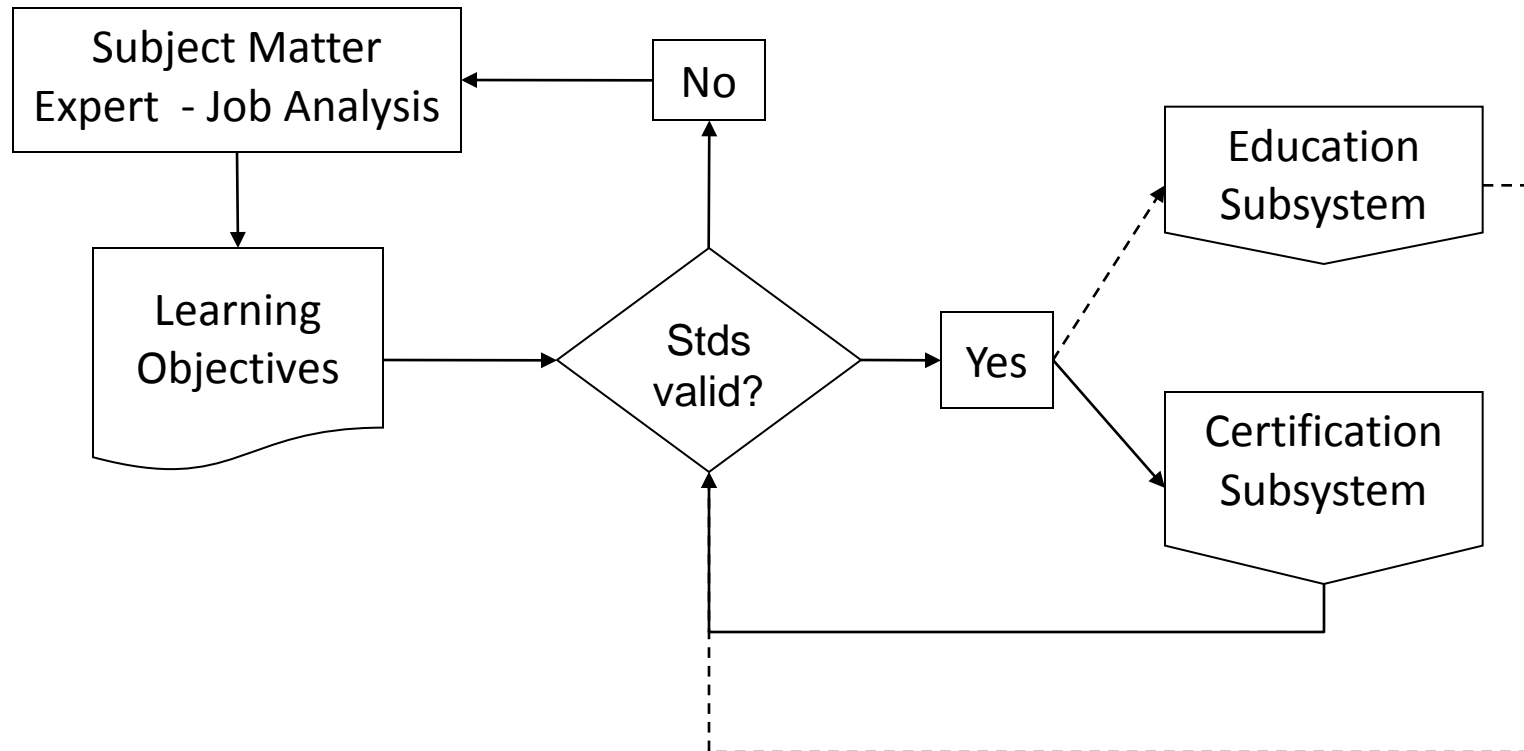 Subject Matter
Expert - Job Analysis
No
Education
Subsystem
Learning
Objectives
Stds
valid?
Yes
Certification
Subsystem